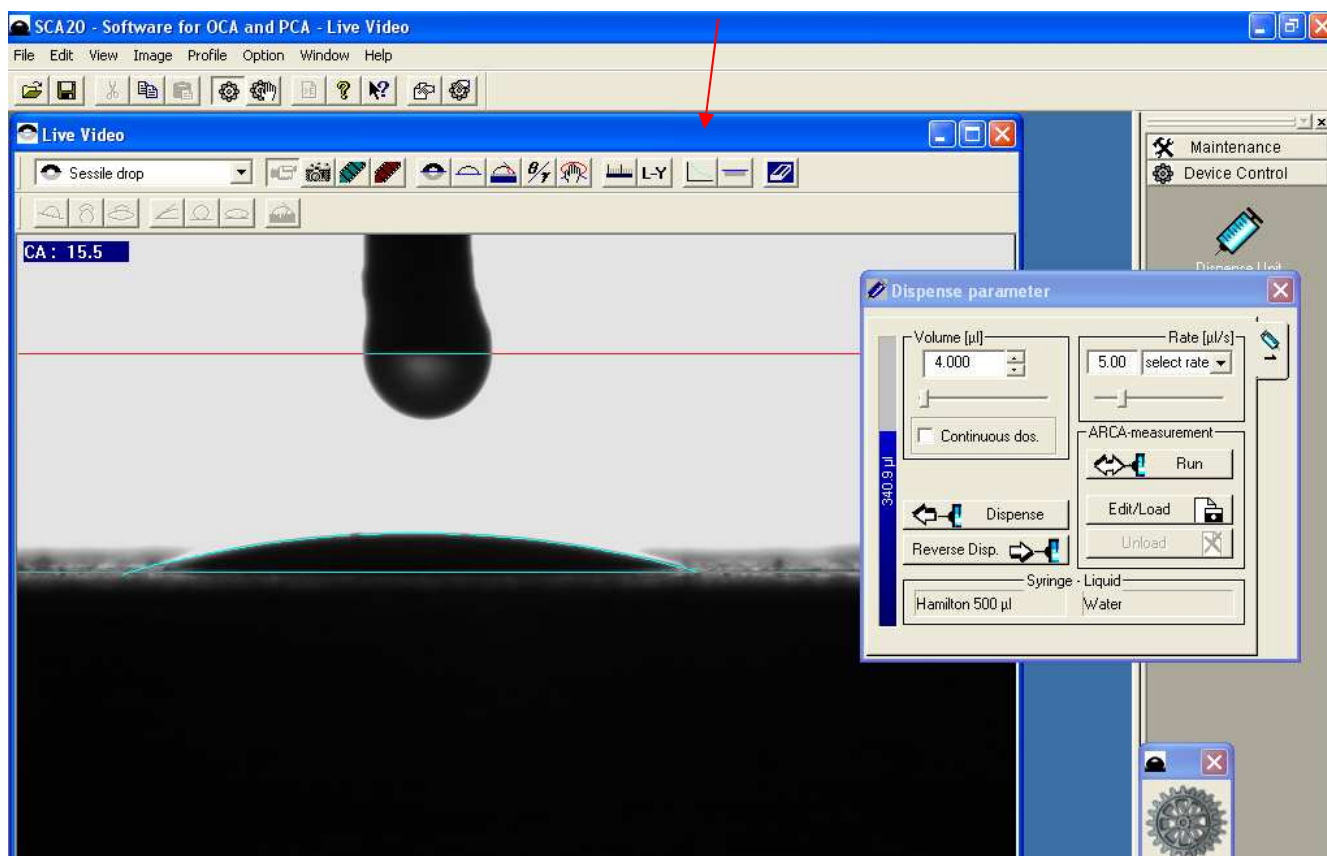 SCA20 - Software for OCA and PCA - Live Video
File Edit View Image Profile Option Window Help
Live Video
Sessile drop
L-Y
CA: 15.5
Maintenance
Device Control
Dispense Unit
Dispense parameter
Volume [µl]
4.000
Continuous dos.
Rate [µl/s]
5.00 select rate
1
ARCA-measurement
Run
340.9 µl
Dispense
Edit/Load
Reverse Disp.
Unload
Syringe - Liquid
Hamilton 500 µl Water